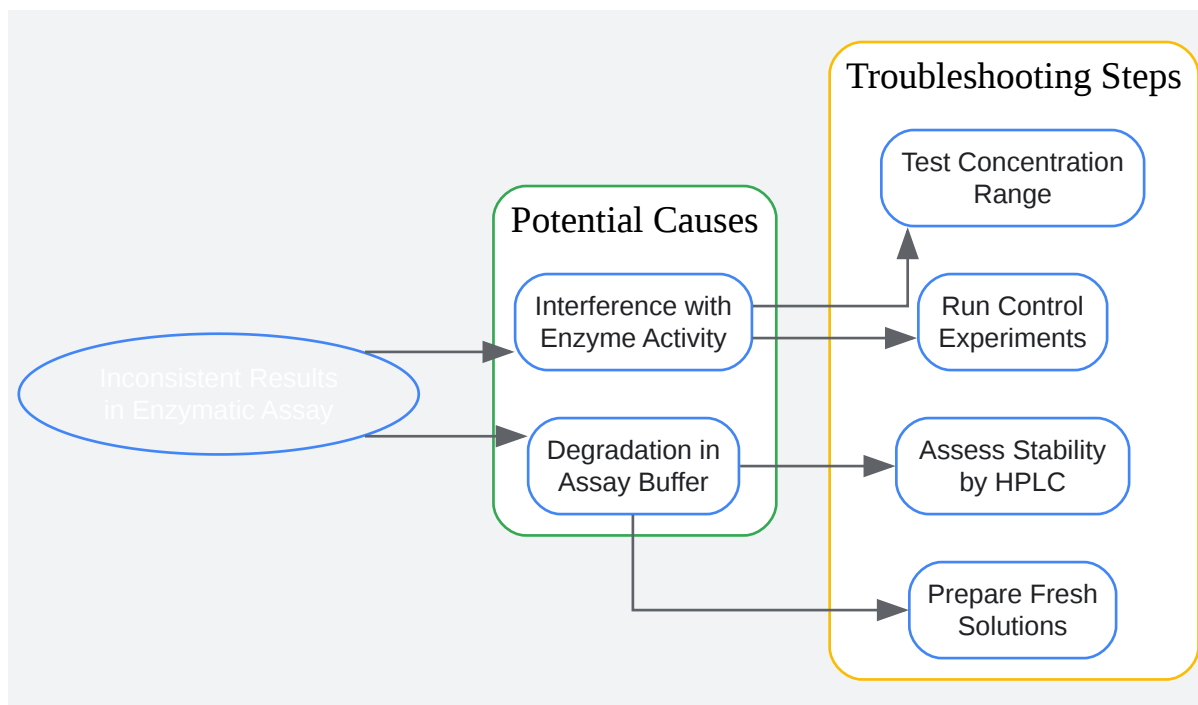 Inconsistent Results
in Enzymatic Assay
Potential Causes
Interference with
Enzyme Activity
Degradation in
Assay Buffer
Troubleshooting Steps
Test Concentration
Range
Run Control
Experiments
Assess Stability
by HPLC
Prepare Fresh
Solutions